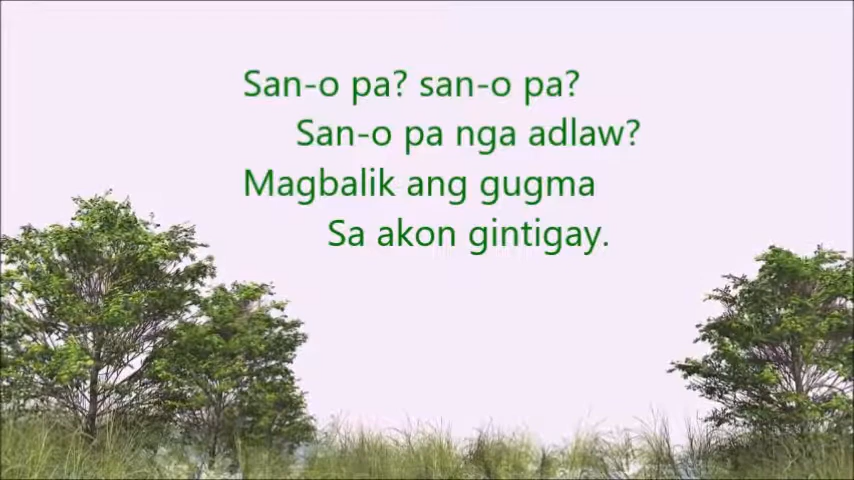 San-o pa? san-o pa?
San-o pa nga adlaw?
Magbalik ang gugma
Sa akon gintigay.